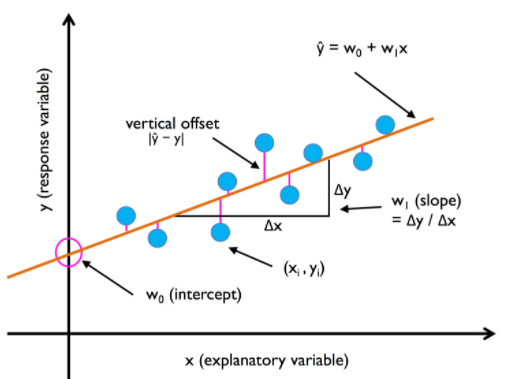 ŷ = w₀ + w₁x
vertical offset
|ŷ – y|
y (response variable)
Δy
w₁ (slope)
= Δy / Δx
Δx
(xᵢ , yᵢ)
w₀ (intercept)
x (explanatory variable)